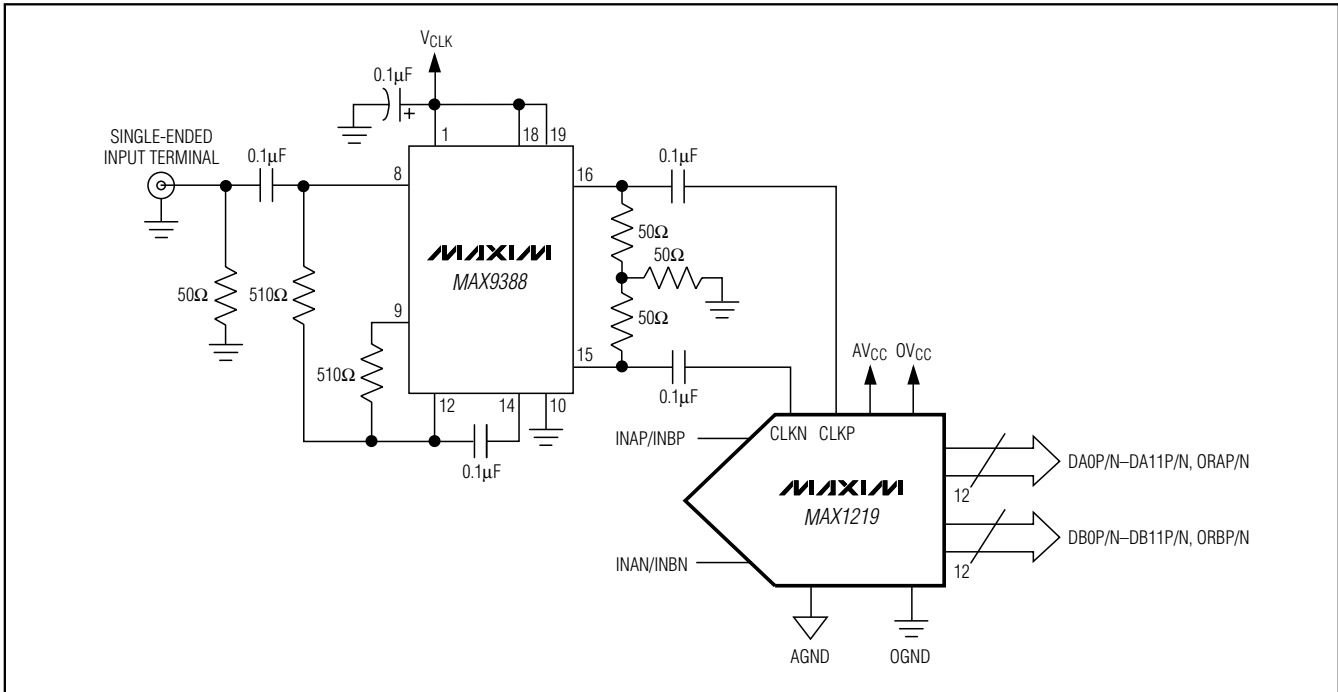 VCLK
0.1µF
+
1
18
19
SINGLE-ENDED
INPUT TERMINAL
0.1µF
8
16
0.1µF
50Ω
510Ω
MAXIM
MAX9388
50Ω
50Ω
50Ω
9
510Ω
15
0.1µF
12
14
10
0.1µF
AVCC
OVCC
INAP/INBP
CLKN
CLKP
MAXIM
MAX1219
DA0P/N–DA11P/N, ORAP/N
12
DB0P/N–DB11P/N, ORBP/N
12
INAN/INBN
AGND
OGND